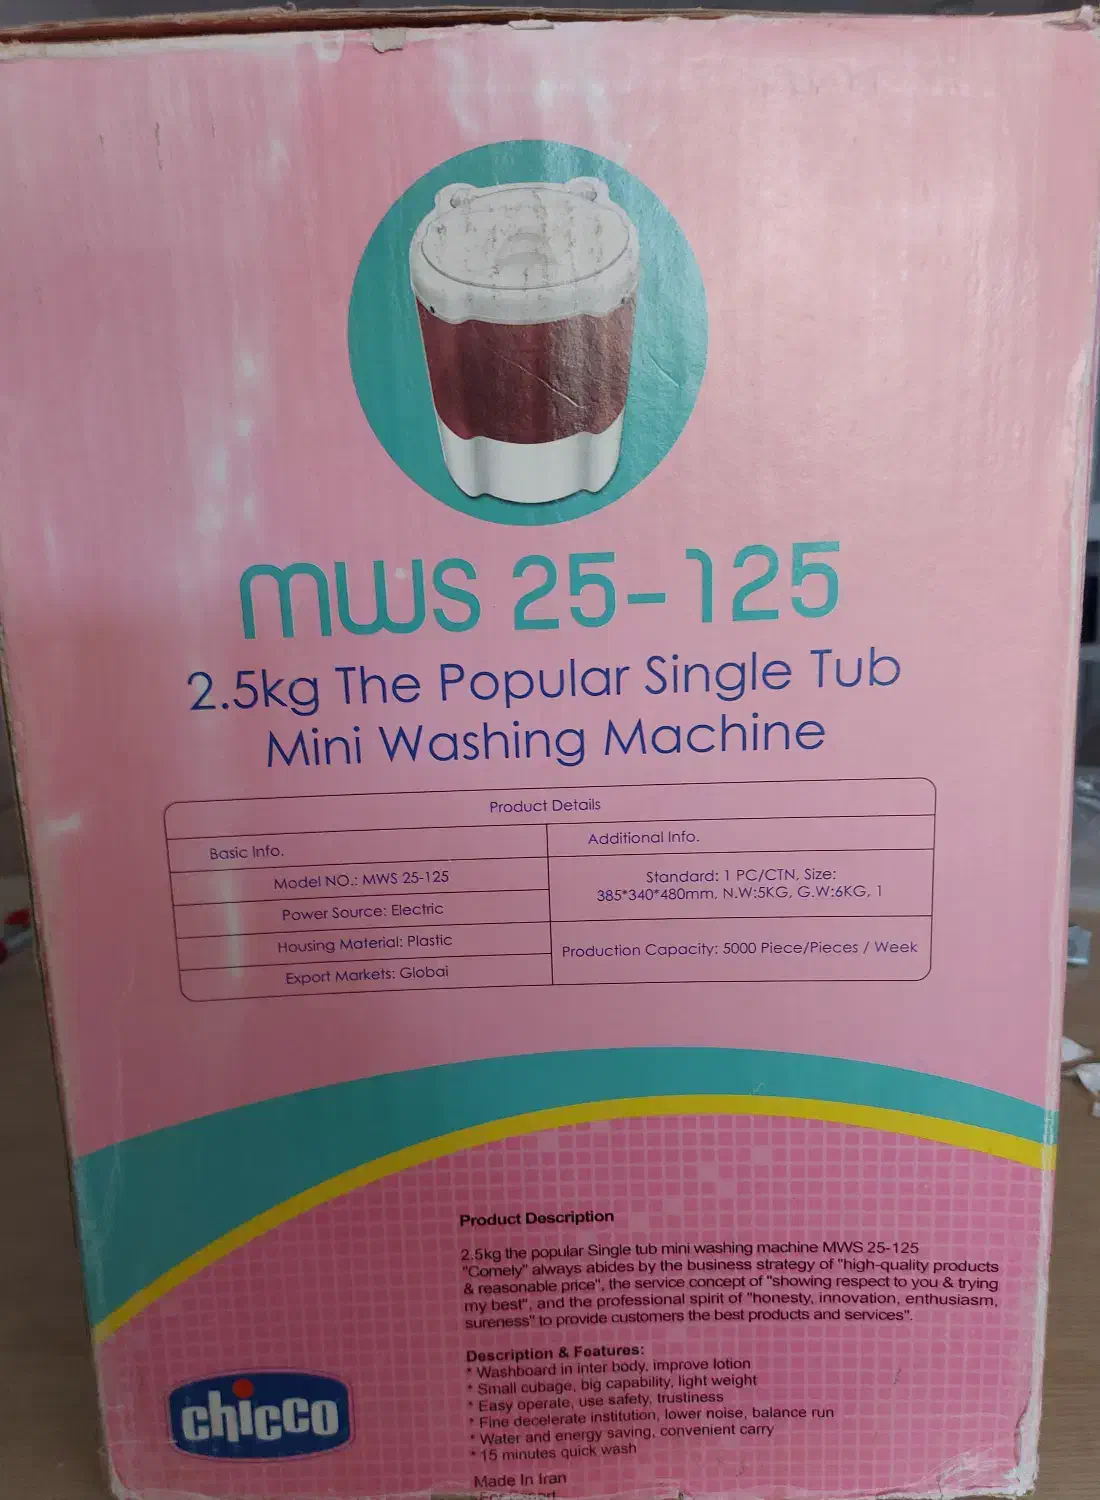 mws 25-125
2.5kg The Popular Single Tub
Mini Washing Machine
Product Details
Basic Info.
Additional Info.
Model NO.: MWS 25-125
Power Source: Electric
Housing Material: Plastic
Export Markets: Global
Standard: 1 PC/CTN, Size:
385*340*480mm, N.W:5KG, G.W:6KG, 1
Production Capacity: 5000 Piece/Pieces / Week
Product Description
2.5kg the popular Single tub mini washing machine MWS 25-125
"Comely" always abides by the business strategy of "high-quality products
& reasonable price", the service concept of "showing respect to you & trying
my best", and the professional spirit of "honesty, innovation, enthusiasm,
sureness" to provide customers the best products and services".
Description & Features:
* Washboard in inter body, improve lotion
* Small cubage, big capability, light weight
* Easy operate, use safety, trustiness
* Fine decelerate institution, lower noise, balance run
* Water and energy saving, convenient carry
* 15 minutes quick wash
Made In Iran
For Export
chicco